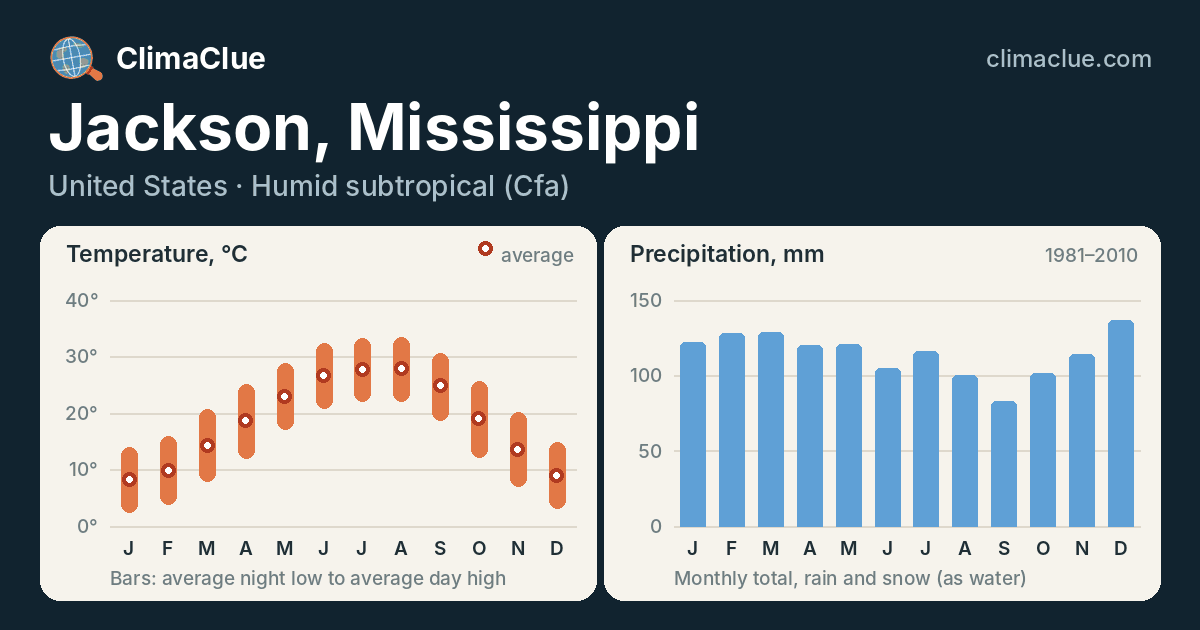 ClimaClue
climaclue.com
Jackson, Mississippi
United States · Humid subtropical (Cfa)
Temperature, °C
average
40°
30°
20°
10°
0°
J F M A M J J A S O N D
Bars: average night low to average day high
Precipitation, mm
1981–2010
150
100
50
0
J F M A M J J A S O N D
Monthly total, rain and snow (as water)